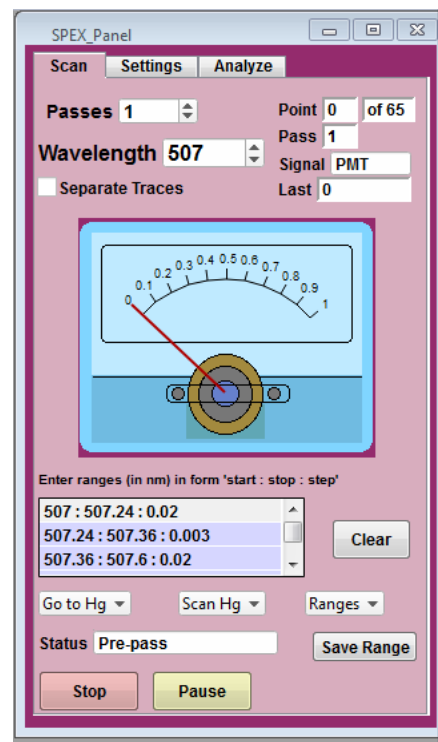 SPEX_Panel
Scan Settings Analyze
Passes 1
Point 0 of 65
Pass 1
Wavelength 507
Signal PMT
Separate Traces
Last 0
0 0.1 0.2 0.3 0.4 0.5 0.6 0.7 0.8 0.9 1
Enter ranges (in nm) in form 'start : stop : step'
507 : 507.24 : 0.02
507.24 : 507.36 : 0.003
507.36 : 507.6 : 0.02
Clear
Go to Hg Scan Hg Ranges
Status Pre-pass
Save Range
Stop Pause